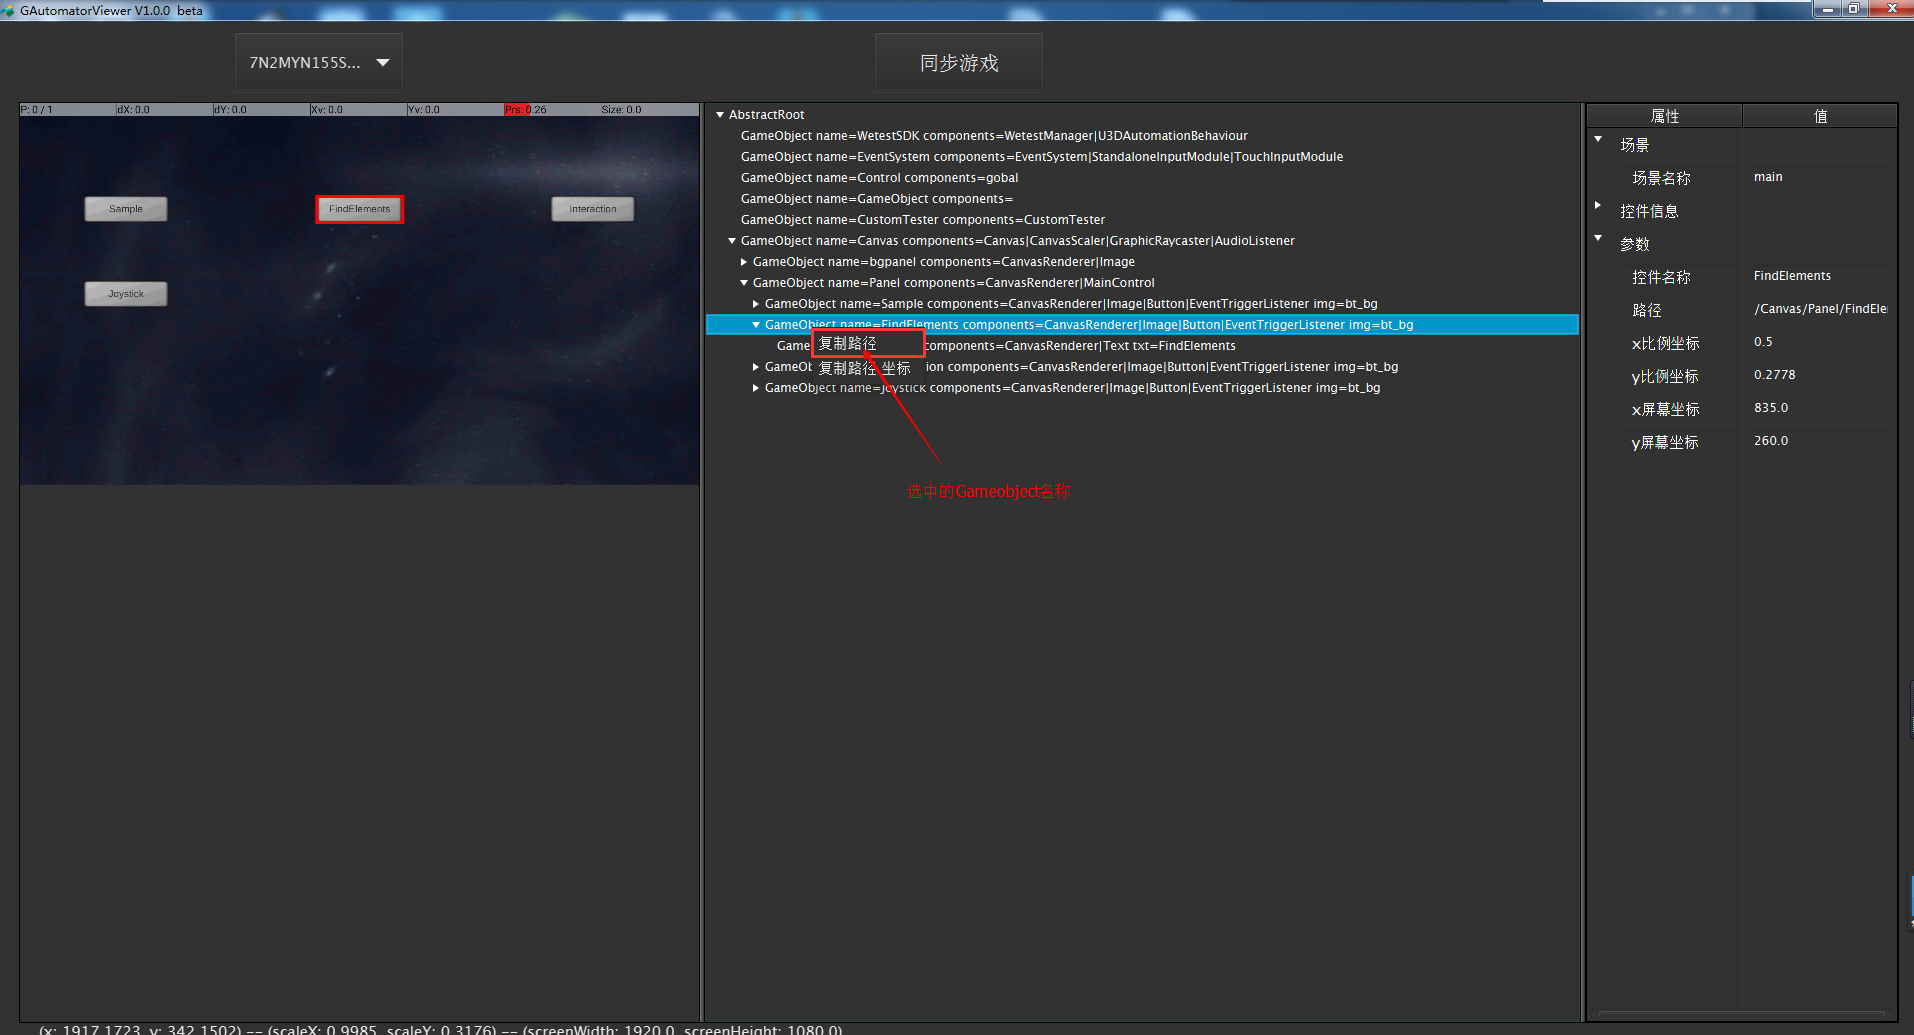 GAutomatorViewer V1.0.0 beta
7N2MYN155S...
同步游戏
P: 0 / 1
dX: 0.0
dY: 0.0
Xv: 0.0
Yv: 0.0
Prs: 0.26
Size: 0.0
Sample
FindElements
Interaction
Joystick
AbstractRoot
GameObject name=WetestSDK components=WetestManager|U3DAutomationBehaviour
GameObject name=EventSystem components=EventSystem|StandaloneInputModule|TouchInputModule
GameObject name=Control components=gobal
GameObject name=GameObject components=
GameObject name=CustomTester components=CustomTester
GameObject name=Canvas components=Canvas|CanvasScaler|GraphicRaycaster|AudioListener
GameObject name=bgpanel components=CanvasRenderer|Image
GameObject name=Panel components=CanvasRenderer|MainControl
GameObject name=Sample components=CanvasRenderer|Image|Button|EventTriggerListener img=bt_bg
GameObject name=FindElements components=CanvasRenderer|Image|Button|EventTriggerListener img=bt_bg
Game
复制路径
components=CanvasRenderer|Text txt=FindElements
GameOb
复制路径 坐标
ion components=CanvasRenderer|Image|Button|EventTriggerListener img=bt_bg
GameObject name=Joystick components=CanvasRenderer|Image|Button|EventTriggerListener img=bt_bg
选中的Gameobject名称
属性
值
场景
场景名称
main
控件信息
参数
控件名称
FindElements
路径
/Canvas/Panel/FindEle
x比例坐标
0.5
y比例坐标
0.2778
x屏幕坐标
835.0
y屏幕坐标
260.0
(x: 1917.1723, y: 342.1502) -- (scaleX: 0.9985, scaleY: 0.3176) -- (screenWidth: 1920.0, screenHeight: 1080.0)